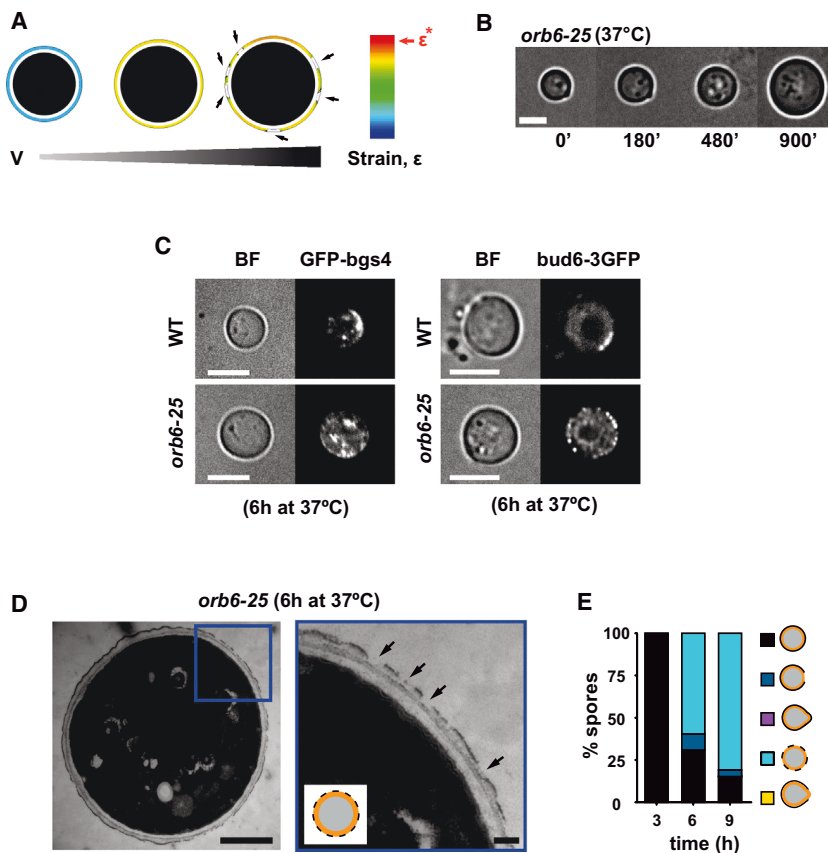 A
ε*
V
Strain, ε
B
orb6-25 (37°C)
0' 180' 480' 900'
C
BF GFP-bgs4 BF bud6-3GFP
WT WT
orb6-25 orb6-25
(6h at 37ºC) (6h at 37ºC)
D
orb6-25 (6h at 37ºC)
E
% spores
100
75
50
25
0
3 6 9
time (h)